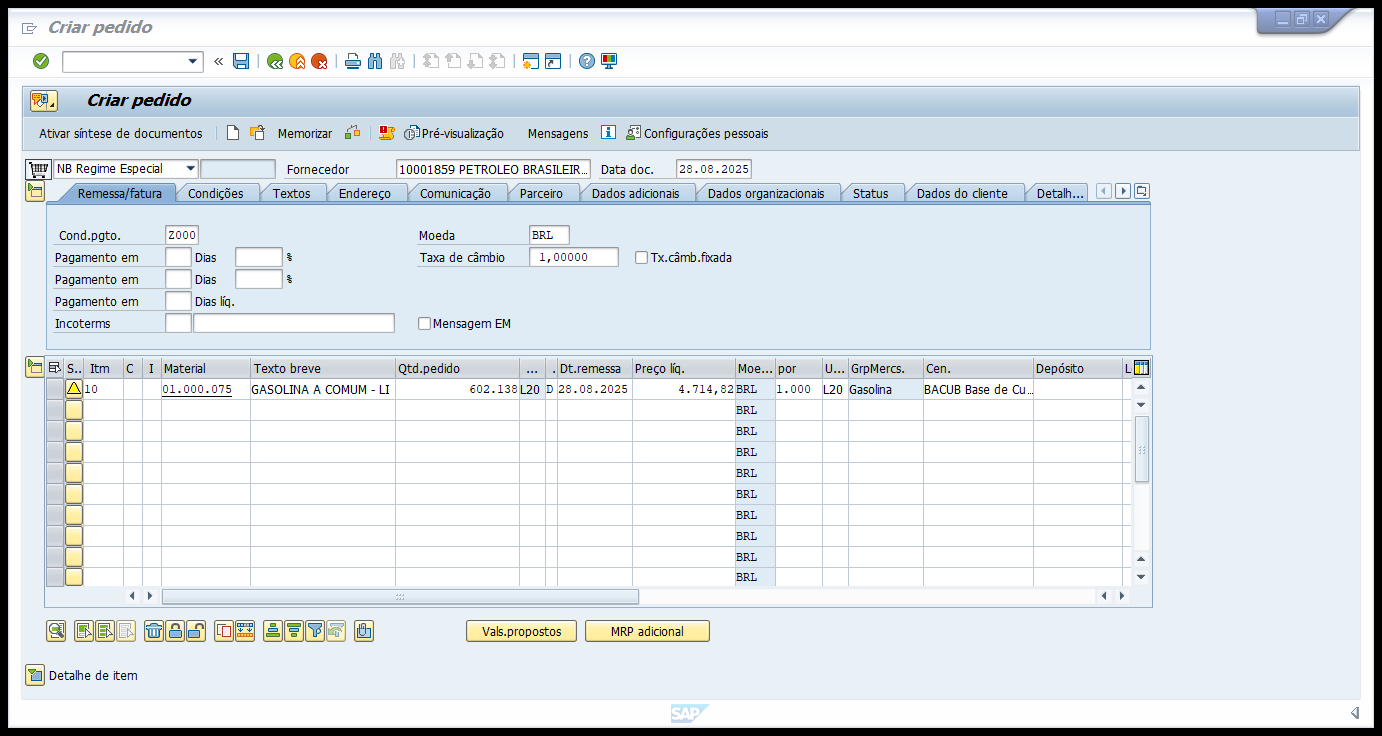 Criar pedido
Criar pedido
Ativar síntese de documentos Memorizar Pré-visualização Mensagens Configurações pessoais
NB Regime Especial Fornecedor 10001859 PETROLEO BRASILEIR... Data doc. 28.08.2025
Remessa/fatura Condições Textos Endereço Comunicação Parceiro Dados adicionais Dados organizacionais Status Dados do cliente Detalh...
Cond.pgto. Z000 Moeda BRL
Pagamento em Dias % Taxa de câmbio 1,00000 Tx.câmb.fixada
Pagamento em Dias %
Pagamento em Dias líq.
Incoterms Mensagem EM
S.. Itm C I Material Texto breve Qtd.pedido ... . Dt.remessa Preço líq. Moe... por U... GrpMercs. Cen. Depósito
10 01.000.075 GASOLINA A COMUM - LI 602.138 L20 D 28.08.2025 4.714,82 BRL 1.000 L20 Gasolina BACUB Base de Cu...
BRL
BRL
BRL
BRL
BRL
BRL
BRL
BRL
BRL
Vals.propostos MRP adicional
Detalhe de item
SAP